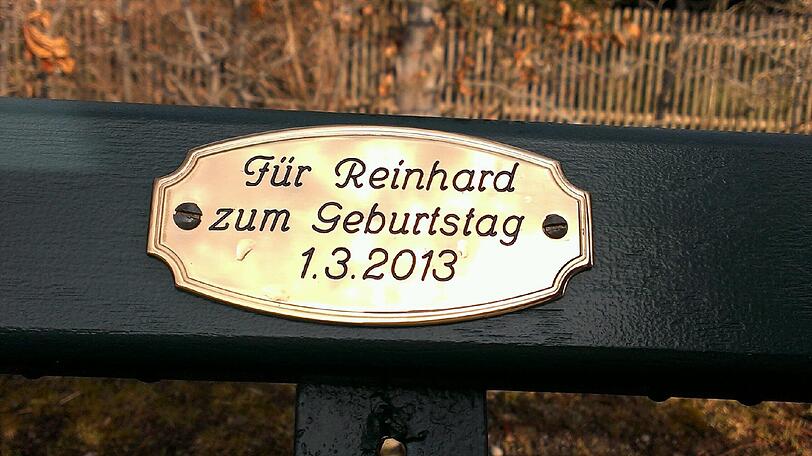 Für Reinhard
zum Geburtstag
1.3.2013